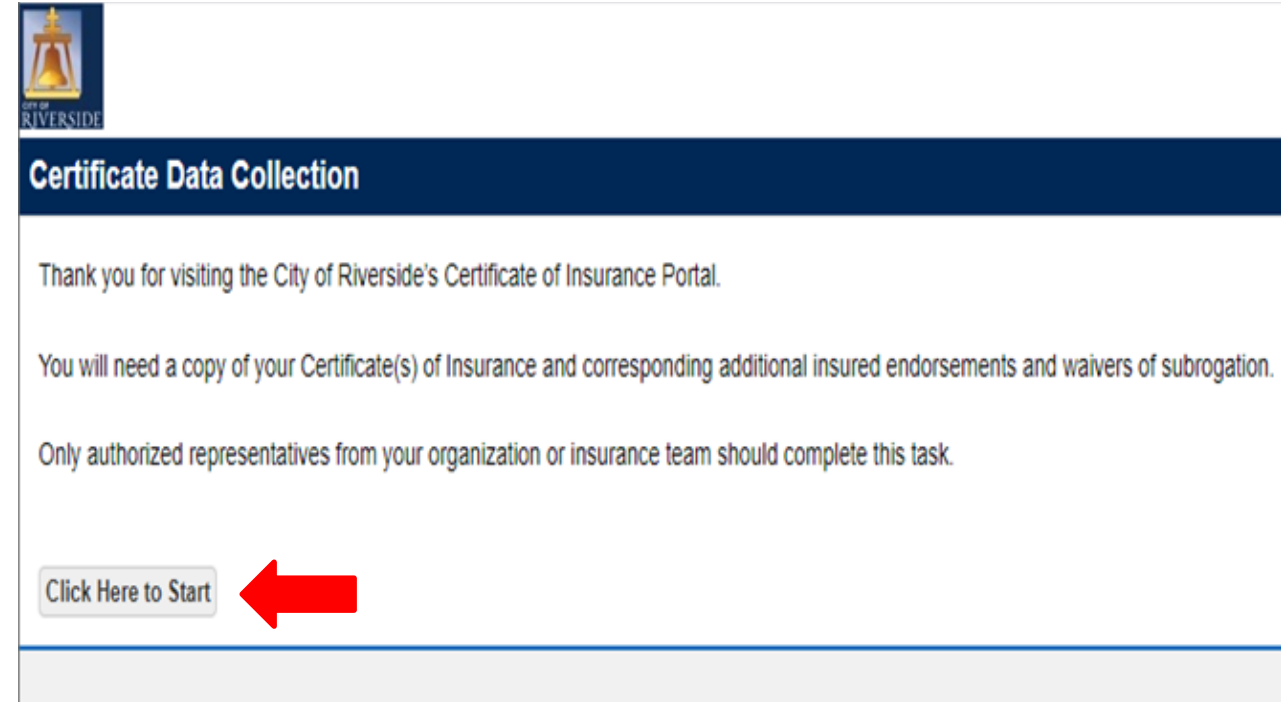 CITY OF
RIVERSIDE
Certificate Data Collection
Thank you for visiting the City of Riverside's Certificate of Insurance Portal.
You will need a copy of your Certificate(s) of Insurance and corresponding additional insured endorsements and waivers of subrogation.
Only authorized representatives from your organization or insurance team should complete this task.
Click Here to Start